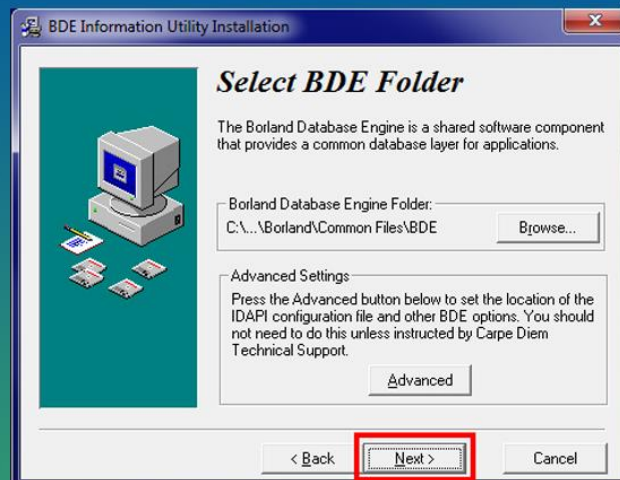 BDE Information Utility Installation
Select BDE Folder
The Borland Database Engine is a shared software component
that provides a common database layer for applications.
Borland Database Engine Folder:
C:\...\Borland\Common Files\BDE
Browse...
Advanced Settings
Press the Advanced button below to set the location of the
IDAPI configuration file and other BDE options. You should
not need to do this unless instructed by Carpe Diem
Technical Support.
Advanced
< Back
Next >
Cancel